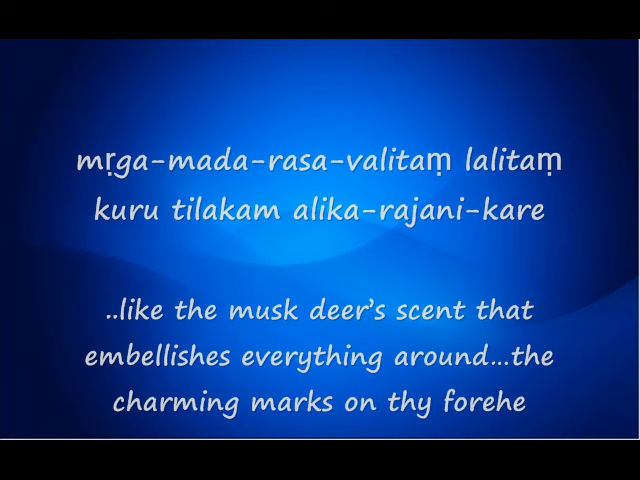 mṛga-mada-rasa-valitaṃ lalitaṃ
kuru tilakam alika-rajani-kare
..like the musk deer’s scent that
embellishes everything around...the
charming marks on thy forehe